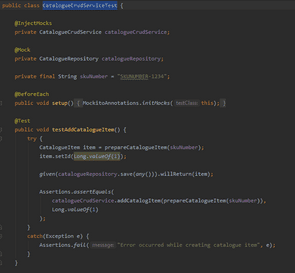 public class CatalogueCrudServiceTest {
@InjectMocks
private CatalogueCrudService catalogueCrudService;
@Mock
private CatalogueRepository catalogueRepository;
private final String skuNumber = "SKUNUMBER-1234";
@BeforeEach
public void setup() { MockitoAnnotations.initMocks( testClass: this); }
@Test
public void testAddCatalogueItem() {
try {
CatalogueItem item = prepareCatalogueItem(skuNumber);
item.setId(Long.valueOf(1));
given(catalogueRepository.save(any())).willReturn(item);
Assertions.assertEquals(
catalogueCrudService.addCatalogItem(prepareCatalogueItem(skuNumber)),
Long.valueOf(1)
);
}
catch(Exception e) {
Assertions.fail( message: "Error occurred while creating catalogue item", e);
}
}